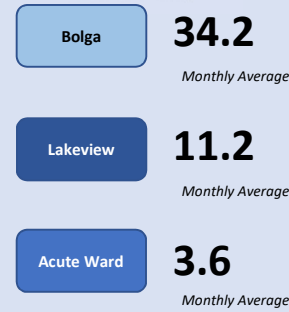 Bolga
34.2
Monthly Average
Lakeview
11.2
Monthly Average
Acute Ward
3.6
Monthly Average